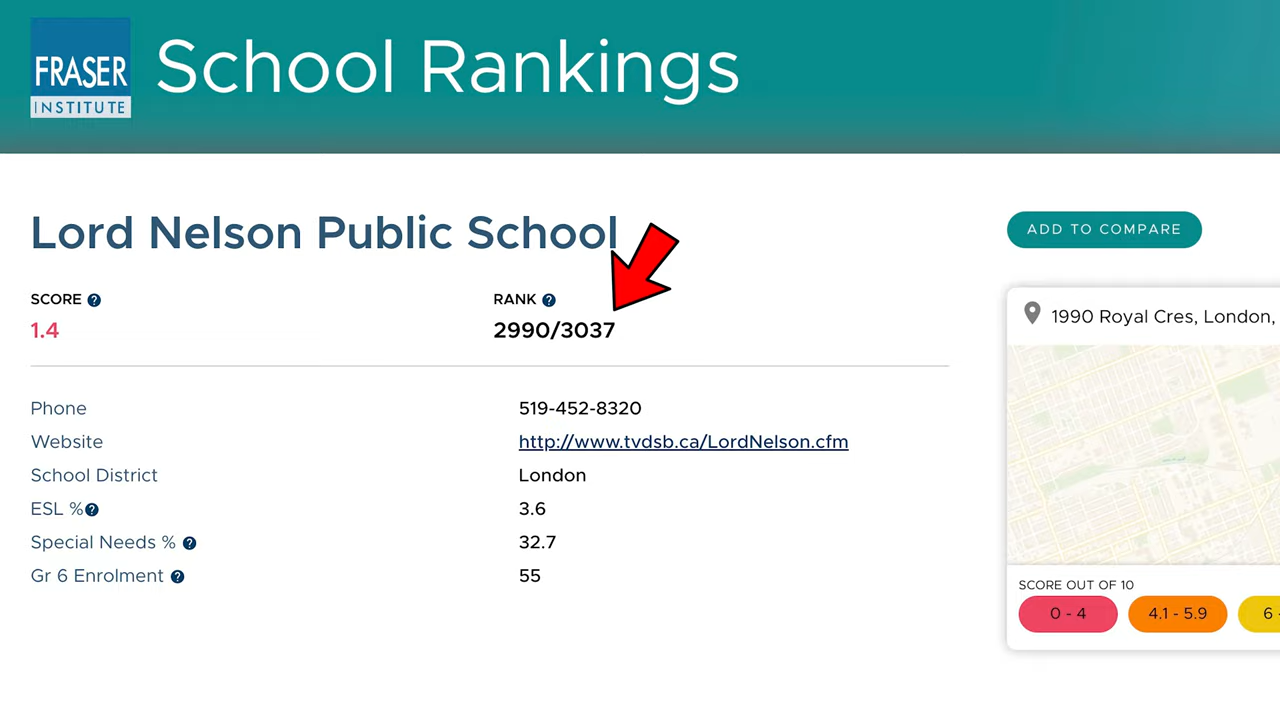 FRASER
INSTITUTE
School Rankings
Lord Nelson Public School
ADD TO COMPARE
SCORE ?
RANK ?
1.4
2990/3037
1990 Royal Cres, London,
Phone 519-452-8320
Website http://www.tvdsb.ca/LordNelson.cfm
School District London
ESL % ? 3.6
Special Needs % ? 32.7
Gr 6 Enrolment ? 55
SCORE OUT OF 10
0 - 4
4.1 - 5.9
6 -